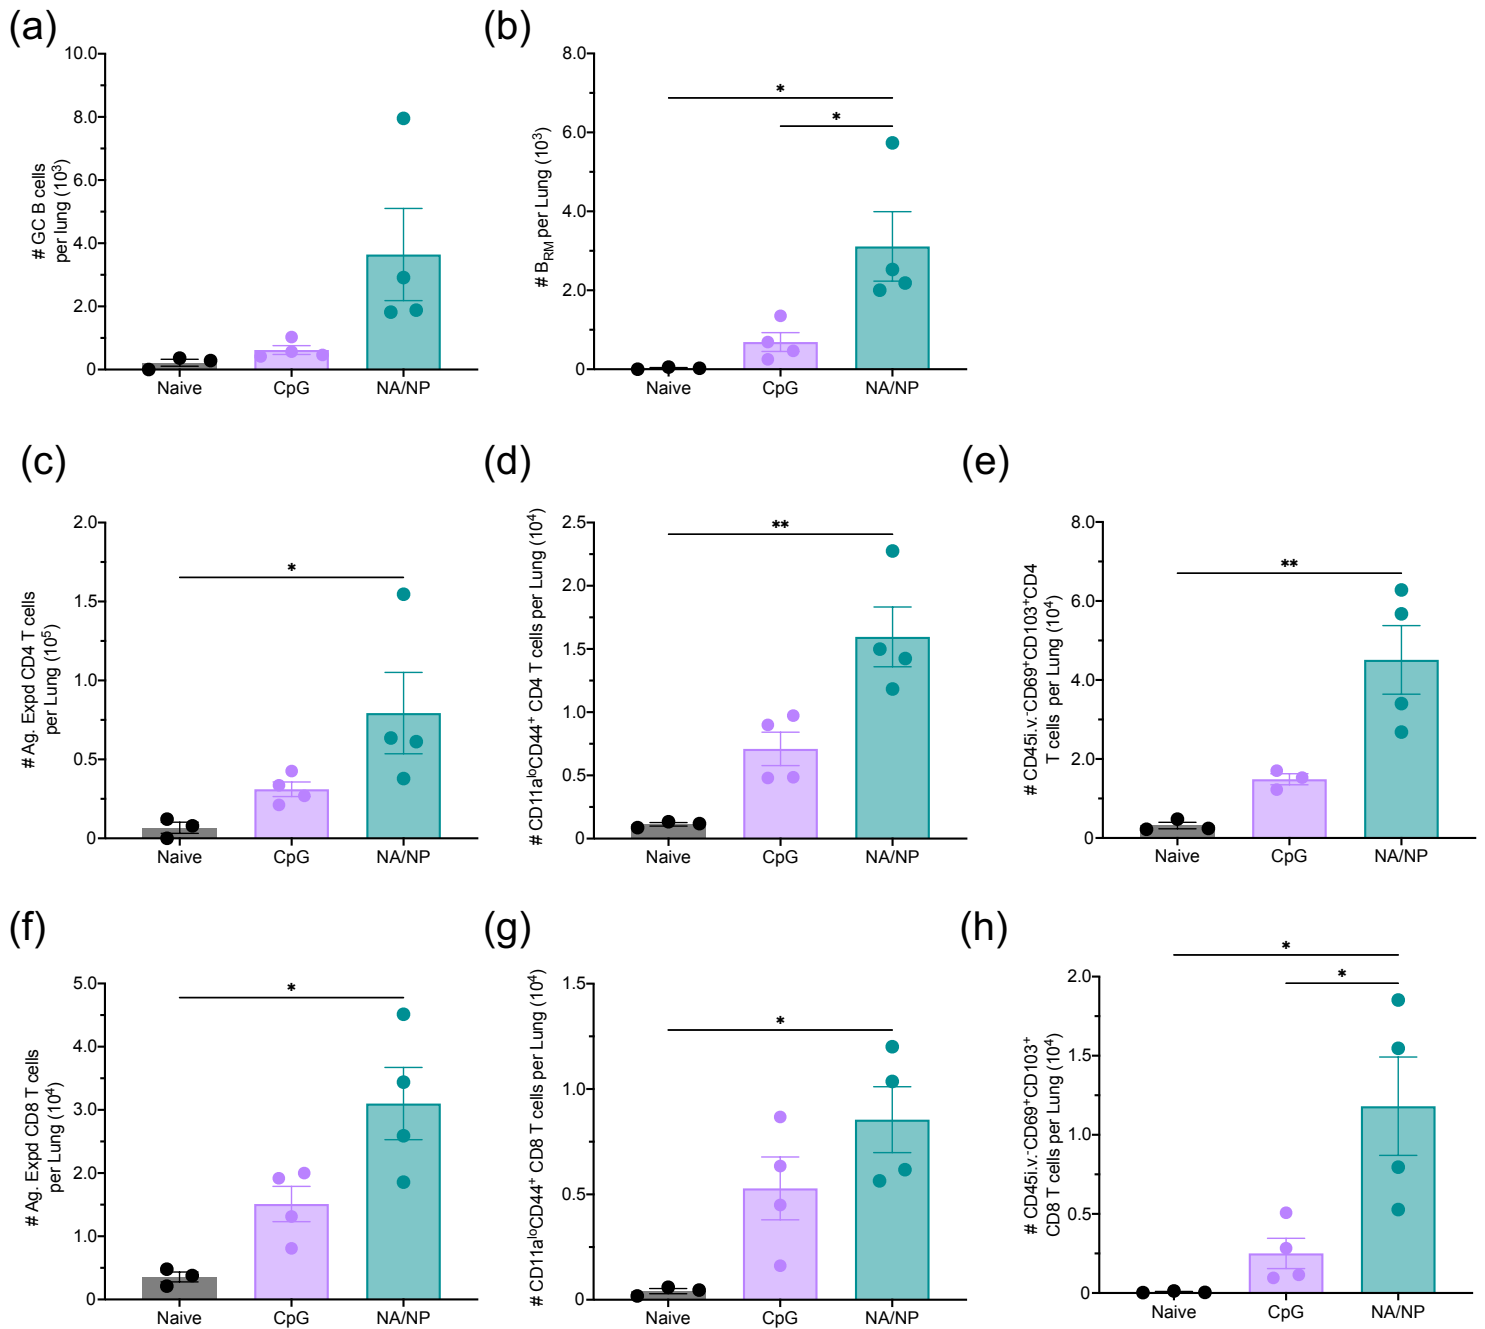 (a)
10.0
8.0
6.0
4.0
2.0
0
# GC B cells
per lung (10³)
Naive CpG NA/NP
(b)
8.0
6.0
4.0
2.0
0
# B_RM per Lung (10³)
*
*
Naive CpG NA/NP
(c)
2.0
1.5
1.0
0.5
0
# Ag. Expd CD4 T cells
per Lung (10⁵)
*
Naive CpG NA/NP
(d)
2.5
2.0
1.5
1.0
0.5
0
# CD11aˡᵒCD44⁺ CD4 T cells per Lung (10⁴)
**
Naive CpG NA/NP
(e)
8.0
6.0
4.0
2.0
0
# CD45i.v.⁻CD69⁺CD103⁺CD4
T cells per Lung (10⁴)
**
Naive CpG NA/NP
(f)
5.0
4.0
3.0
2.0
1.0
0
# Ag. Expd CD8 T cells
per Lung (10⁴)
*
Naive CpG NA/NP
(g)
1.5
1.0
0.5
0
# CD11aˡᵒCD44⁺ CD8 T cells per Lung (10⁴)
*
Naive CpG NA/NP
(h)
2.0
1.5
1.0
0.5
0
# CD45i.v.⁻CD69⁺CD103⁺
CD8 T cells per Lung (10⁴)
*
*
Naive CpG NA/NP